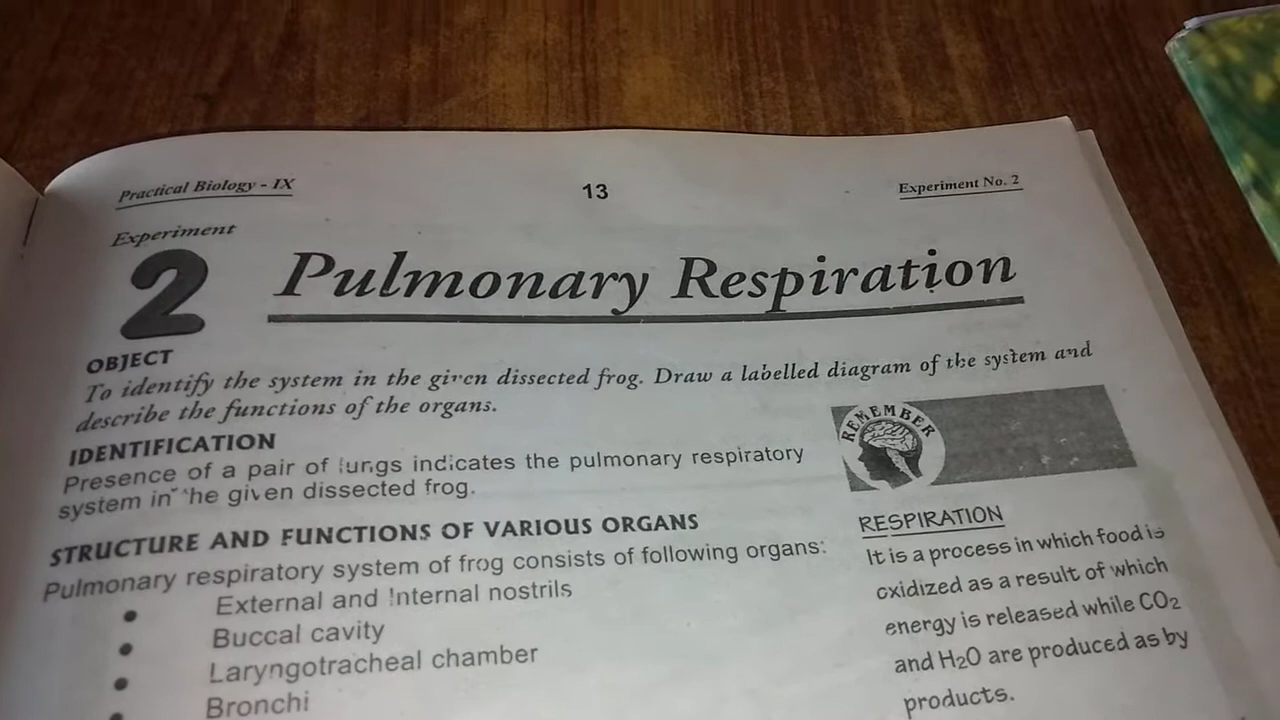 Practical Biology - IX
13
Experiment No. 2
Experiment
2
Pulmonary Respiration
OBJECT
To identify the system in the given dissected frog. Draw a labelled diagram of the system and
describe the functions of the organs.
IDENTIFICATION
Presence of a pair of lungs indicates the pulmonary respiratory
system in the given dissected frog.
STRUCTURE AND FUNCTIONS OF VARIOUS ORGANS
Pulmonary respiratory system of frog consists of following organs:
• External and Internal nostrils
• Buccal cavity
• Laryngotracheal chamber
• Bronchi
REMEMBER
RESPIRATION
It is a process in which food is
oxidized as a result of which
energy is released while CO₂
and H₂O are produced as by
products.